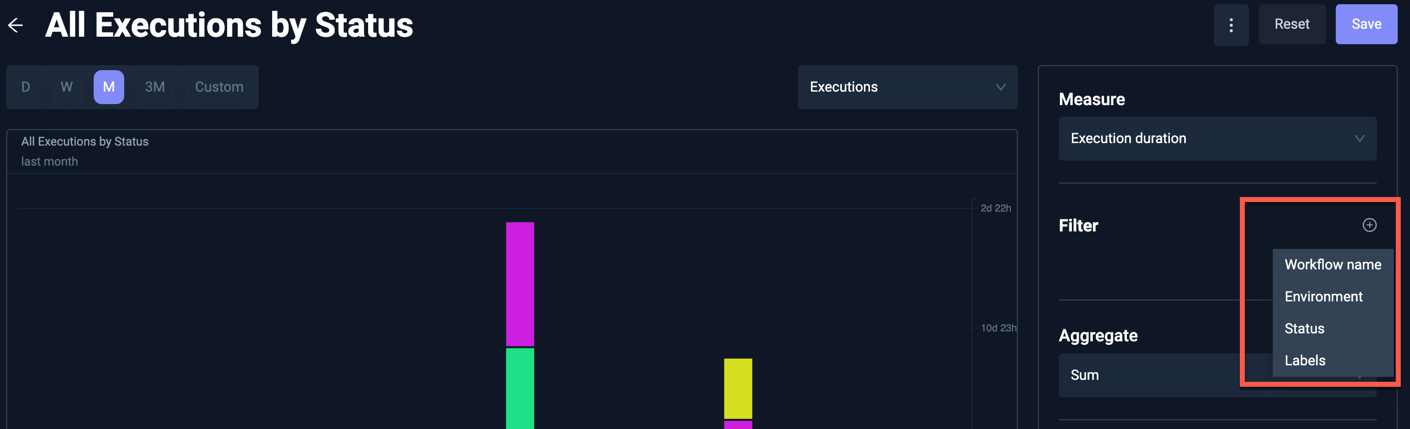 All Executions by Status
Reset
Save
D
W
M
3M
Custom
Executions
All Executions by Status
last month
2d 22h
10d 23h
Measure
Execution duration
Filter
Workflow name
Environment
Status
Labels
Aggregate
Sum